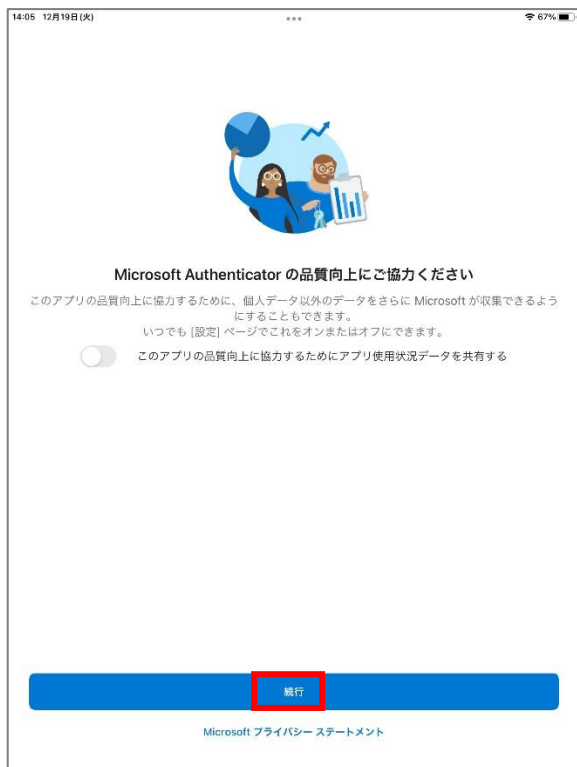 14:05 12月19日(火)
67%
Microsoft Authenticator の品質向上にご協力ください
このアプリの品質向上に協力するために、個人データ以外のデータをさらに Microsoft が収集できるよう
にすることもできます。
いつでも [設定] ページでこれをオンまたはオフにできます。
このアプリの品質向上に協力するためにアプリ使用状況データを共有する
続行
Microsoft プライバシー ステートメント